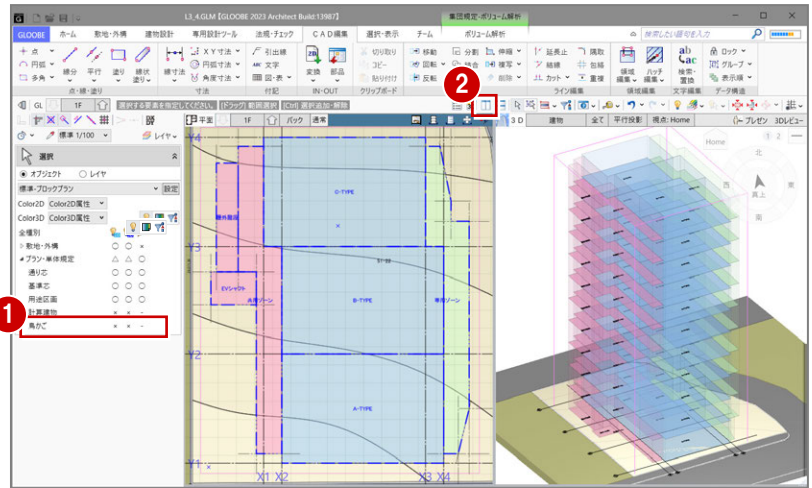 L3_4.GLM【GLOOBE 2023 Architect Build:13987】
集団規定-ボリューム解析
GLOOBE ホーム 敷地・外構 建物設計 専用設計ツール 法規・チェック CAD編集 選択・表示 チーム ボリューム解析 検索したい語句を入力
点 円弧 多角 線分 平行 塗り 線状塗り
点・線・塗り
線寸法 XY寸法 円弧寸法 角度寸法
寸法
引出線 ABC 文字 図・表
付記
2D 変換 部品
IN・OUT
切り取り コピー 貼り付け
クリップボード
移動 回転 反転 分割 伸縮 結合 複写 削除
延長止 隅取 結線 包絡 カット 重複
ライン編集
領域編集 ハッチ編集
領域編集
ab ac 検索・置換
文字編集
ロック グループ 表示順
データ構造
GL 1F 選択する要素を指定してください。 [ドラッグ] 範囲選択 [Ctrl] 選択追加・解除
2
標準 1/100 レイヤ
平面 1F バック 通常
3D 建物 全て 平行投影 視点: Home プレゼン 3Dレビュー
選択
オブジェクト レイヤ
標準-ブロックプラン 設定
Color2D Color2D属性
Color3D Color3D属性
全種別
敷地・外構 ○ ○ ×
プラン・単体規定 △ △ ○
通り芯 ○ ○ ○
基準芯 ○ ○ ○
用途区画 ○ ○ ○
計算建物 × × -
鳥かご × × -
1
Y4
C-TYPE
屋外階段
Y3
EVシャフト
共用ゾーン
B-TYPE
専用ゾーン
Y2
A-TYPE
Y1
X1 X2 X3 X4
Home
1 2
北
西 真上 東
南